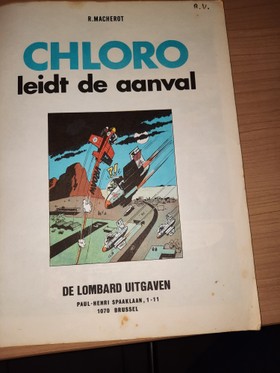 R.V.
R. MACHEROT
CHLORO
leidt de aanval
DE LOMBARD UITGAVEN
PAUL-HENRI SPAAKLAAN, 1-11
1070 BRUSSEL